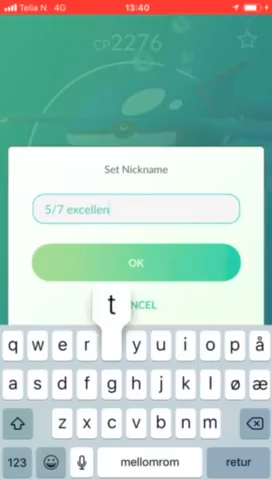 Telia N 4G 13:40
CP2276
Set Nickname
5/7 excellen
OK
t
NCEL
q w e r y u i o p å
a s d f g h j k l ø æ
z x c v b n m
123 mellomrom retur